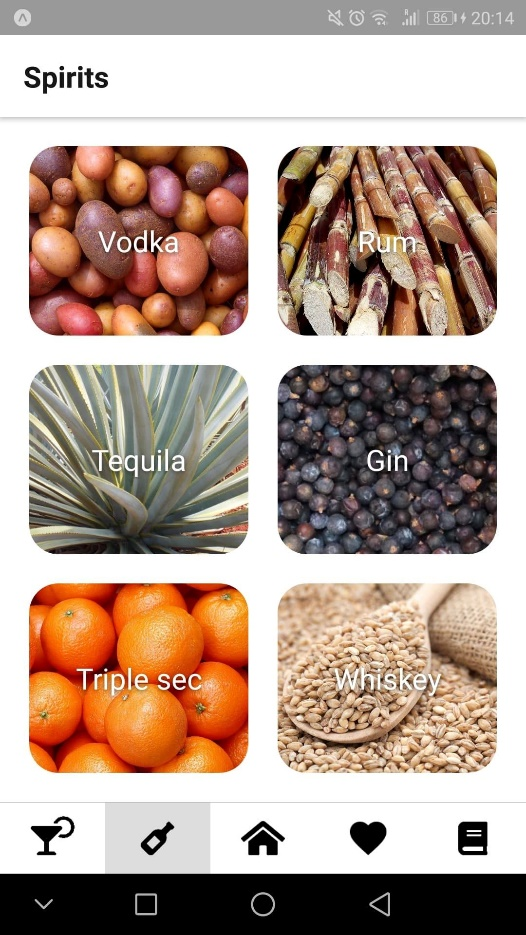 86 20:14
Spirits
Vodka
Rum
Tequila
Gin
Triple sec
Whiskey